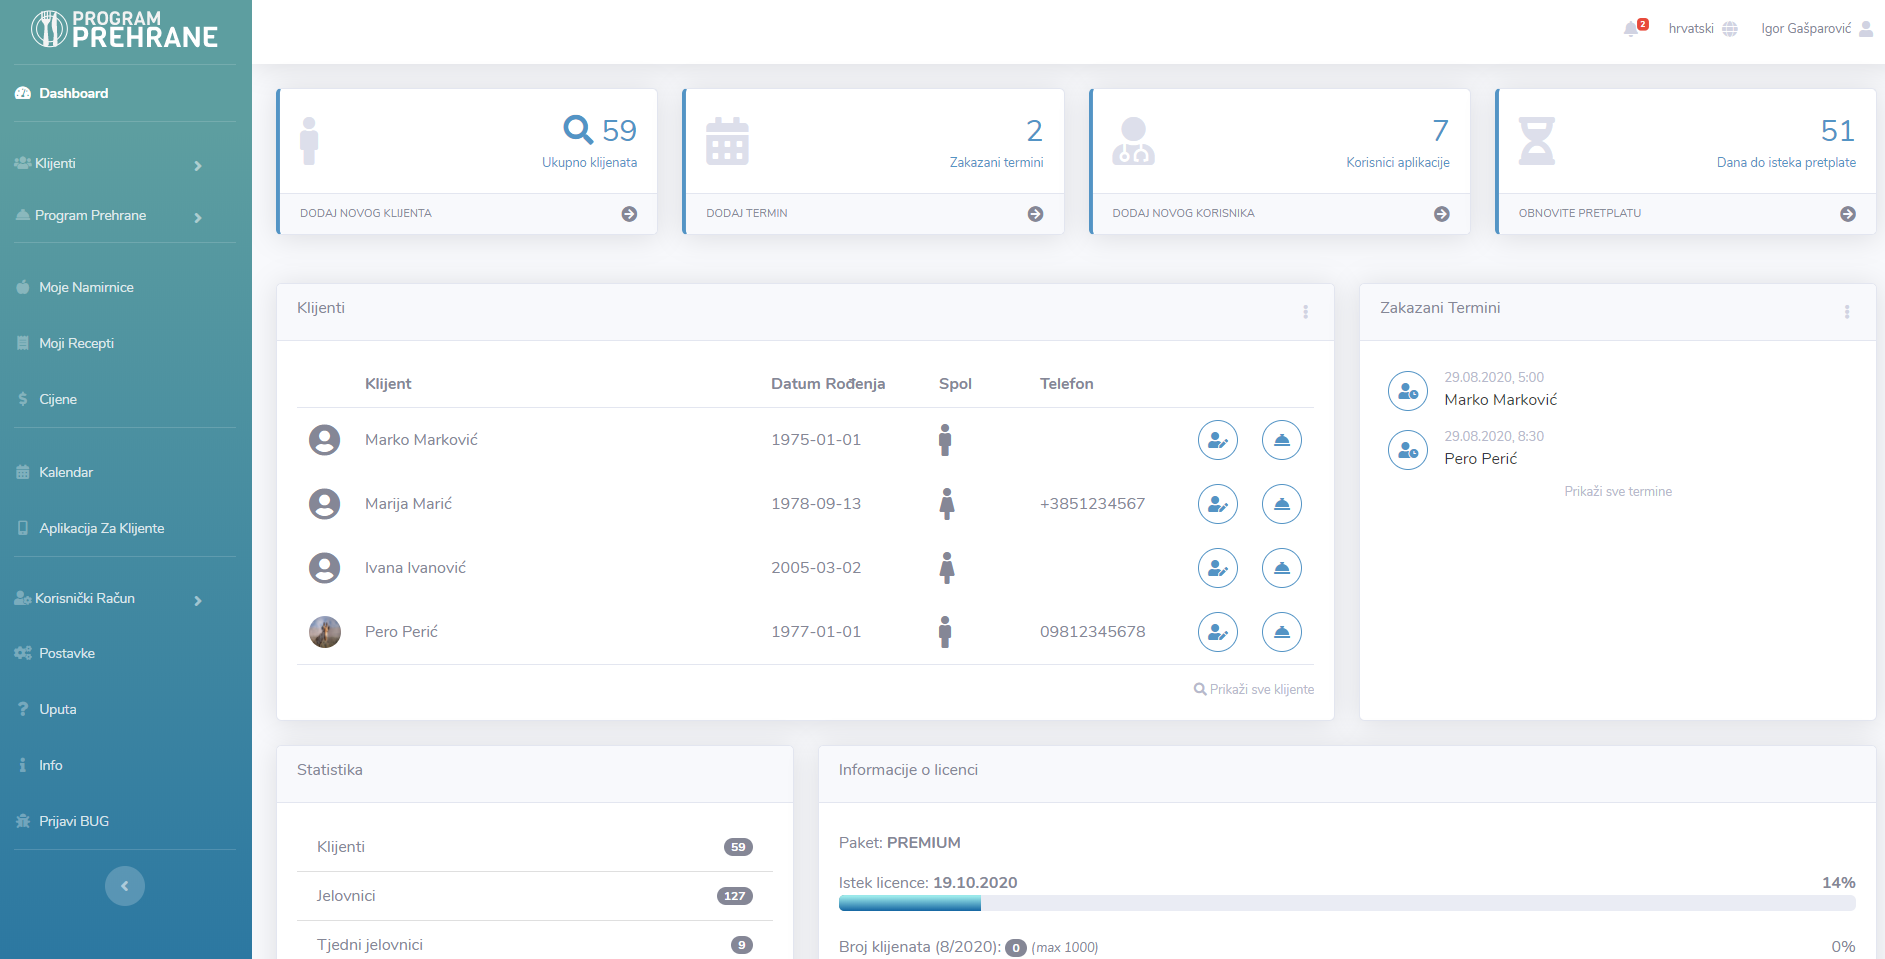 PROGRAM
PREHRANE
2
hrvatski
Igor Gašparović
Dashboard
Klijenti
Program Prehrane
Moje Namirnice
Moji Recepti
Cijene
Kalendar
Aplikacija Za Klijente
Korisnički Račun
Postavke
Uputa
Info
Prijavi BUG
59
Ukupno klijenata
DODAJ NOVOG KLIJENTA
2
Zakazani termini
DODAJ TERMIN
7
Korisnici aplikacije
DODAJ NOVOG KORISNIKA
51
Dana do isteka pretplate
OBNOVITE PRETPLATU
Klijenti
Klijent Datum Rođenja Spol Telefon
Marko Marković 1975-01-01
Marija Marić 1978-09-13 +3851234567
Ivana Ivanović 2005-03-02
Pero Perić 1977-01-01 09812345678
Prikaži sve klijente
Zakazani Termini
29.08.2020, 5:00
Marko Marković
29.08.2020, 8:30
Pero Perić
Prikaži sve termine
Statistika
Klijenti 59
Jelovnici 127
Tjedni jelovnici 9
Informacije o licenci
Paket: PREMIUM
Istek licence: 19.10.2020 14%
Broj klijenata (8/2020): 0 (max 1000) 0%